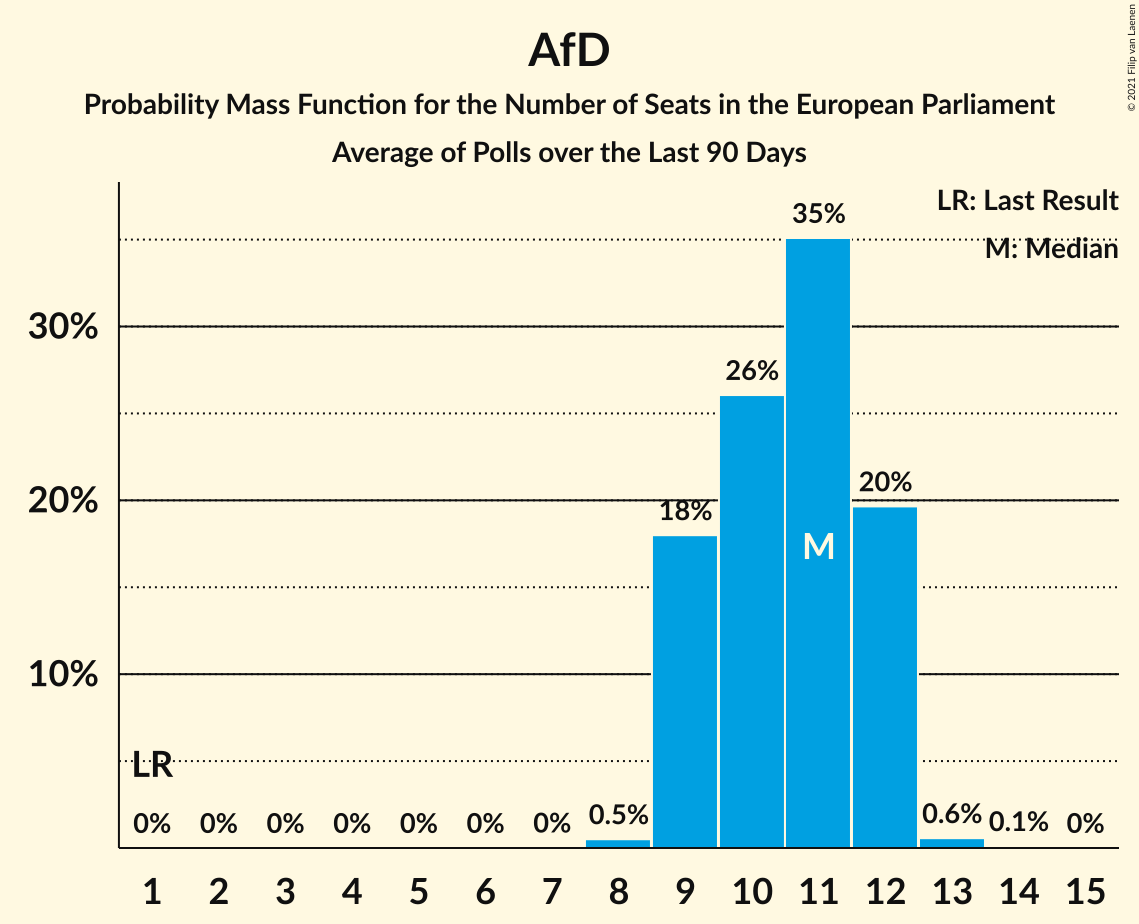 AfD
Probability Mass Function for the Number of Seats in the European Parliament
Average of Polls over the Last 90 Days
© 2021 Filip van Laenen
LR: Last Result
M: Median
35%
30%
26%
20%
20%
18%
M
10%
LR
0% 0% 0% 0% 0% 0% 0% 0.5% 0.6% 0.1% 0%
1 2 3 4 5 6 7 8 9 10 11 12 13 14 15